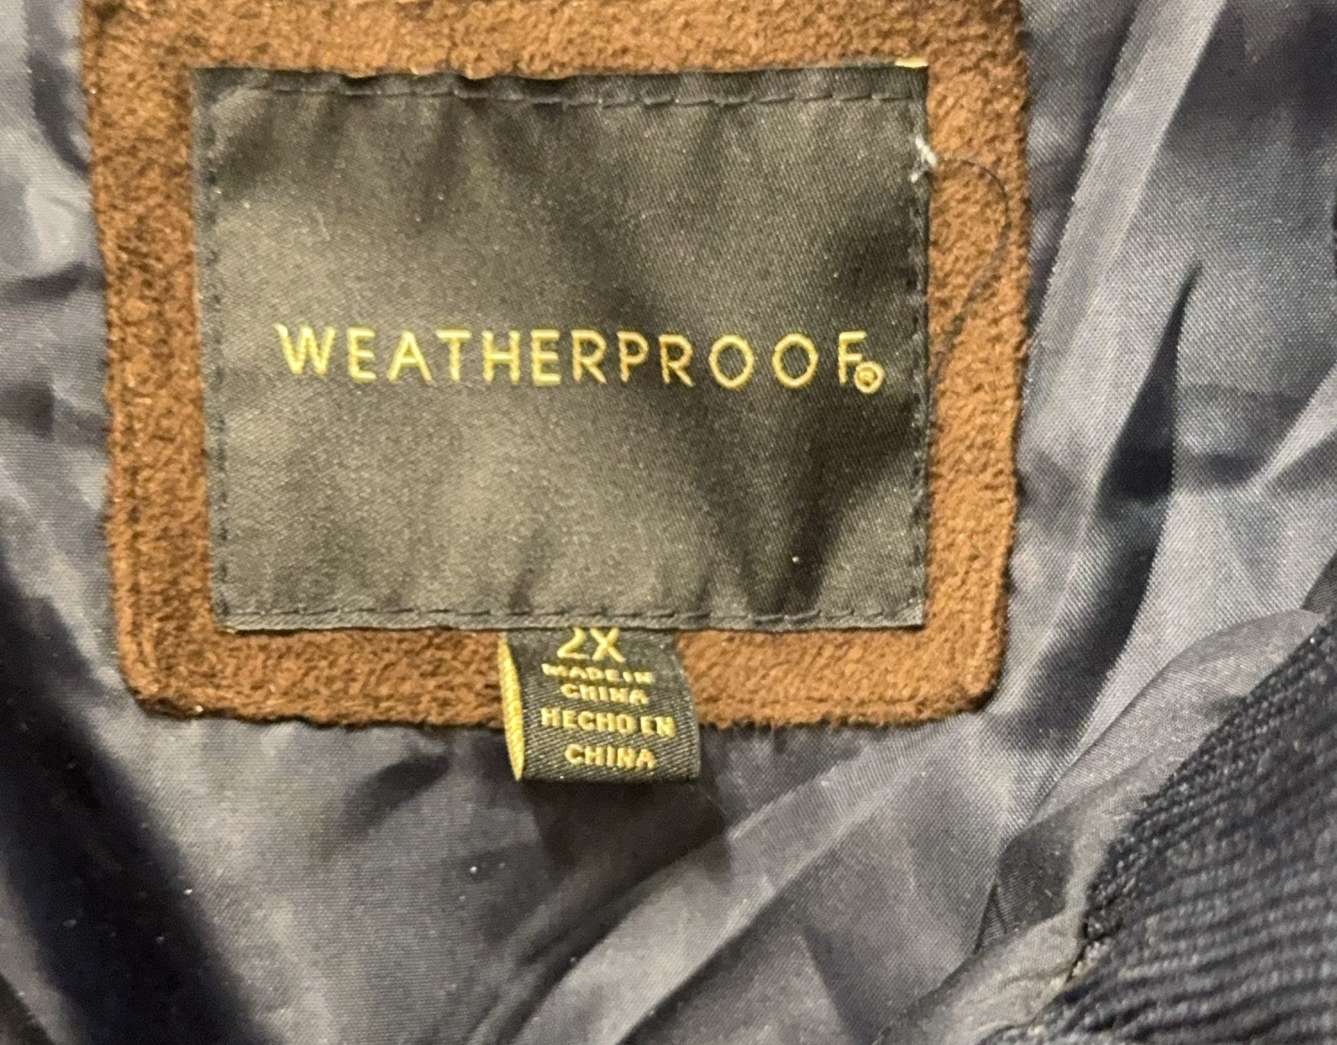 WEATHERPROOF®
2X
MADE IN
CHINA
HECHO EN
CHINA